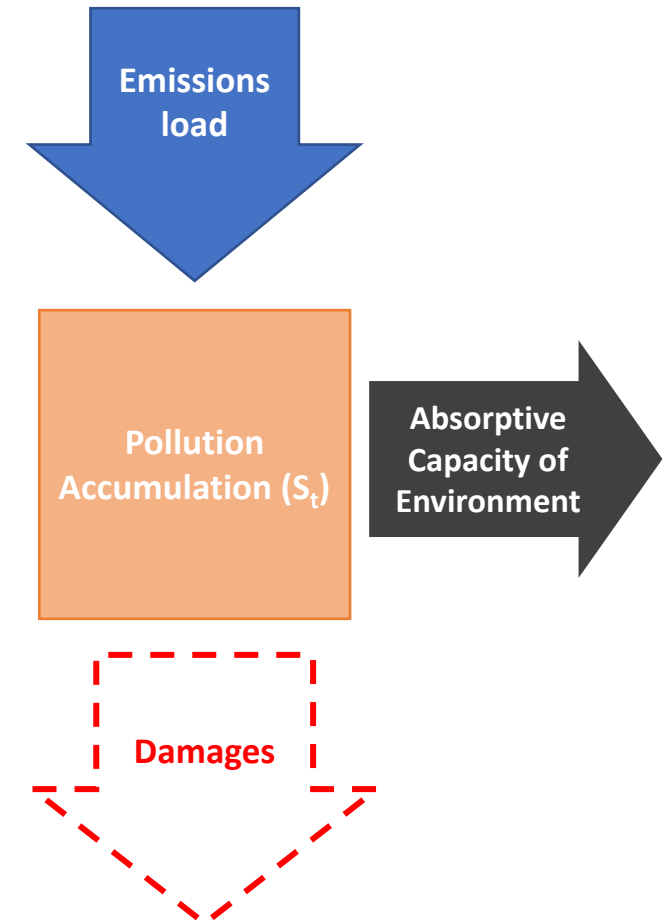 Emissions
load
Pollution
Accumulation (Sₜ)
Absorptive
Capacity of
Environment
Damages